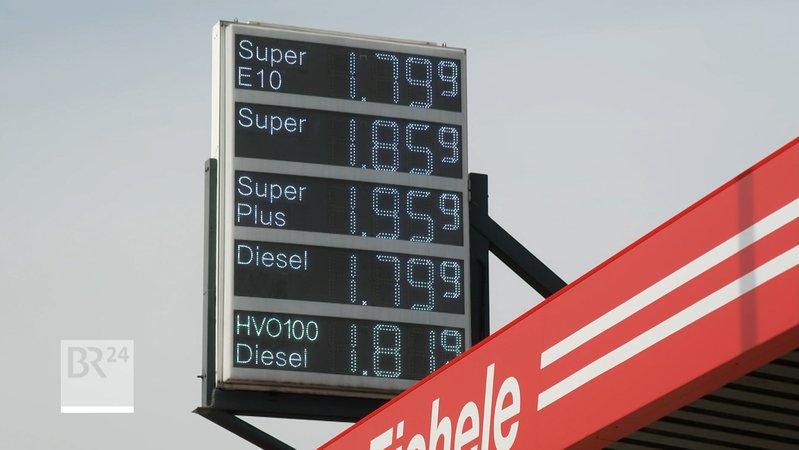 Super
E10 1.799
Super 1.859
Super
Plus 1.959
Diesel 1.799
HVO100
Diesel 1.819
BR24
Eichele